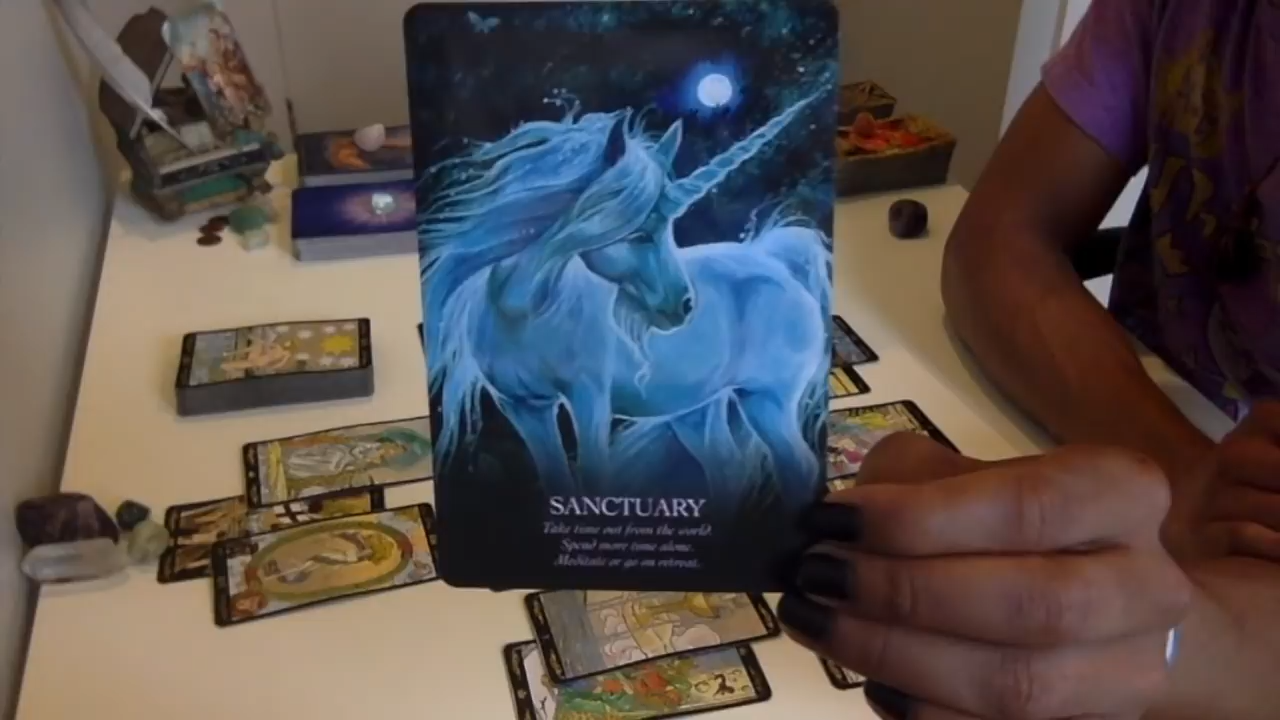 SANCTUARY
Take time out from the world.
Spend more time alone.
Meditate or go on retreat.